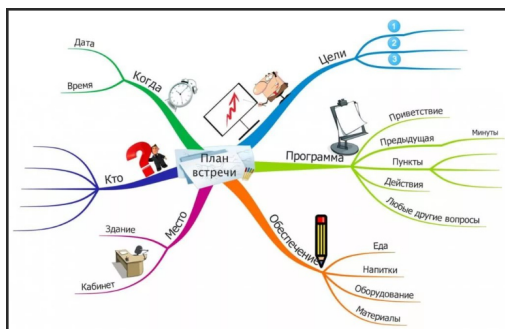 Дата
Время
Когда
Цели
1
2
3
Приветствие
Предыдущая
Минуты
Программа
Пункты
Действия
Любые другие вопросы
План
встречи
Кто
Место
Здание
Кабинет
Обеспечение
Еда
Напитки
Оборудование
Материалы